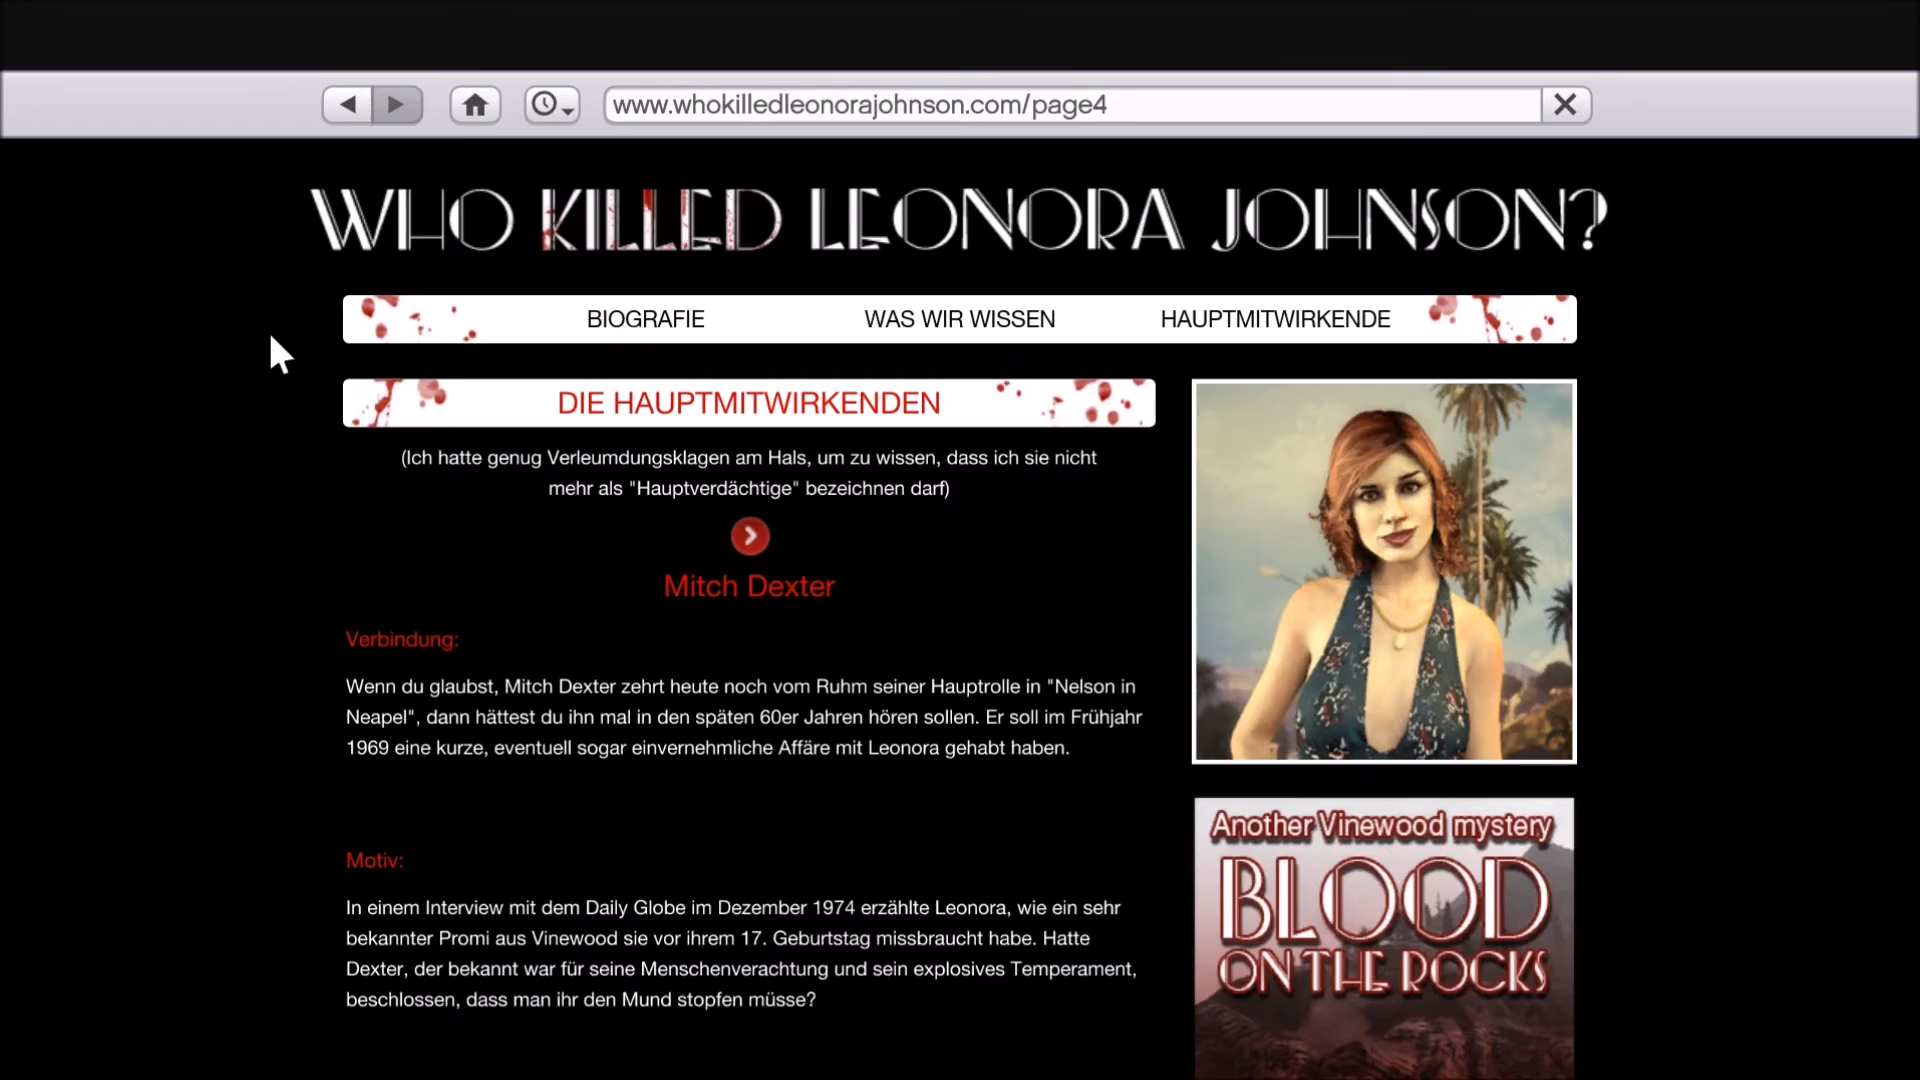 www.whokilledleonorajohnson.com/page4
WHO KILLED LEONORA JOHNSON?
BIOGRAFIE WAS WIR WISSEN HAUPTMITWIRKENDE
DIE HAUPTMITWIRKENDEN
(Ich hatte genug Verleumdungsklagen am Hals, um zu wissen, dass ich sie nicht
mehr als "Hauptverdächtige" bezeichnen darf)
Mitch Dexter
Verbindung:
Wenn du glaubst, Mitch Dexter zehrt heute noch vom Ruhm seiner Hauptrolle in "Nelson in
Neapel", dann hättest du ihn mal in den späten 60er Jahren hören sollen. Er soll im Frühjahr
1969 eine kurze, eventuell sogar einvernehmliche Affäre mit Leonora gehabt haben.
Motiv:
In einem Interview mit dem Daily Globe im Dezember 1974 erzählte Leonora, wie ein sehr
bekannter Promi aus Vinewood sie vor ihrem 17. Geburtstag missbraucht habe. Hatte
Dexter, der bekannt war für seine Menschenverachtung und sein explosives Temperament,
beschlossen, dass man ihr den Mund stopfen müsse?
Another Vinewood mystery
BLOOD
ON THE ROCKS